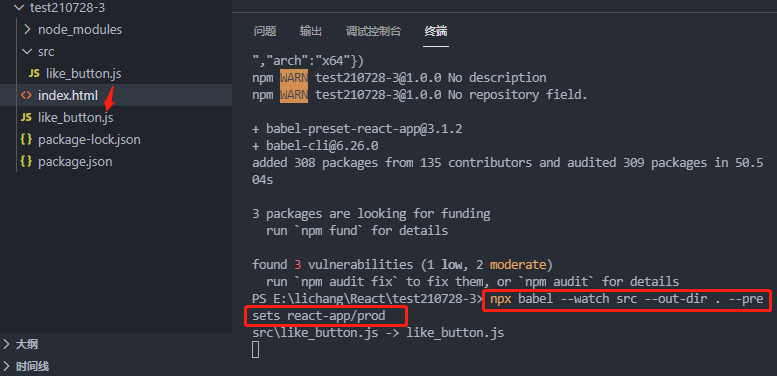 test210728-3
node_modules
src
JS like_button.js
<> index.html
JS like_button.js
{} package-lock.json
{} package.json
大纲
时间线
问题 输出 调试控制台 终端
","arch":"x64"})
npm WARN test210728-3@1.0.0 No description
npm WARN test210728-3@1.0.0 No repository field.
+ babel-preset-react-app@3.1.2
+ babel-cli@6.26.0
added 308 packages from 135 contributors and audited 309 packages in 50.5
04s
3 packages are looking for funding
run `npm fund` for details
found 3 vulnerabilities (1 low, 2 moderate)
run `npm audit fix` to fix them, or `npm audit` for details
PS E:\lichang\React\test210728-3> npx babel --watch src --out-dir . --pre
sets react-app/prod
src\like_button.js -> like_button.js